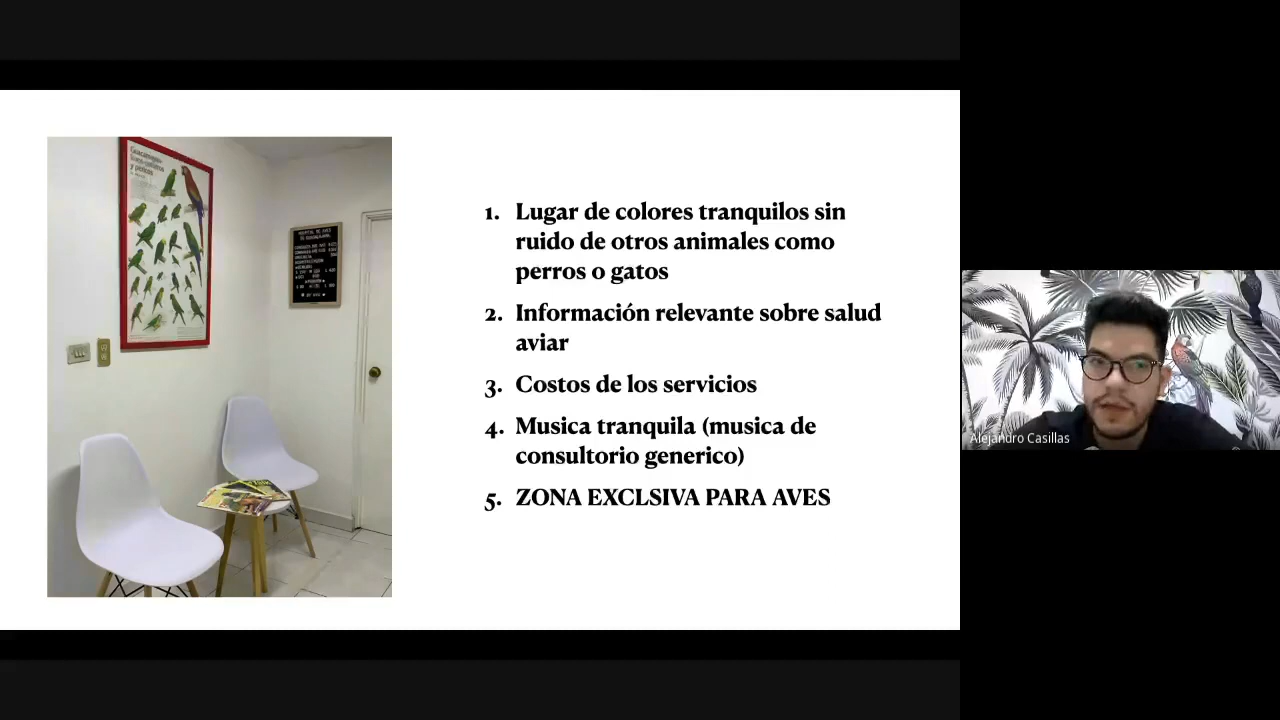 Guacamayas
y pericos
1. Lugar de colores tranquilos sin
ruido de otros animales como
perros o gatos
2. Información relevante sobre salud
aviar
3. Costos de los servicios
4. Musica tranquila (musica de
consultorio generico)
5. ZONA EXCLSIVA PARA AVES
Alejandro Casillas